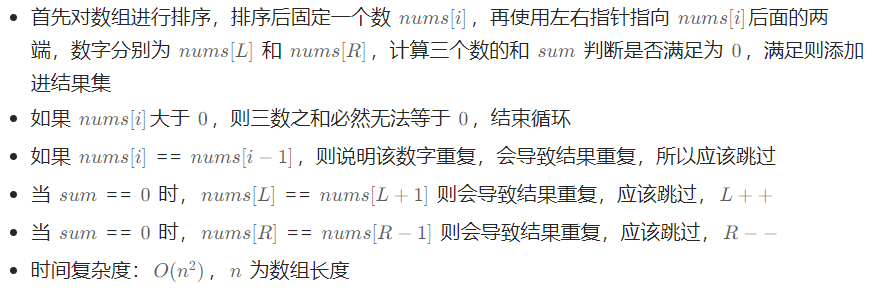 首先对数组进行排序，排序后固定一个数 nums[i]，再使用左右指针指向 nums[i]后面的两
端，数字分别为 nums[L] 和 nums[R]，计算三个数的和 sum 判断是否满足为 0，满足则添加
进结果集
如果 nums[i]大于 0，则三数之和必然无法等于 0，结束循环
如果 nums[i] == nums[i − 1]，则说明该数字重复，会导致结果重复，所以应该跳过
当 sum == 0 时，nums[L] == nums[L + 1] 则会导致结果重复，应该跳过，L + +
当 sum == 0 时，nums[R] == nums[R − 1] 则会导致结果重复，应该跳过，R − −
时间复杂度：O(n²)，n 为数组长度